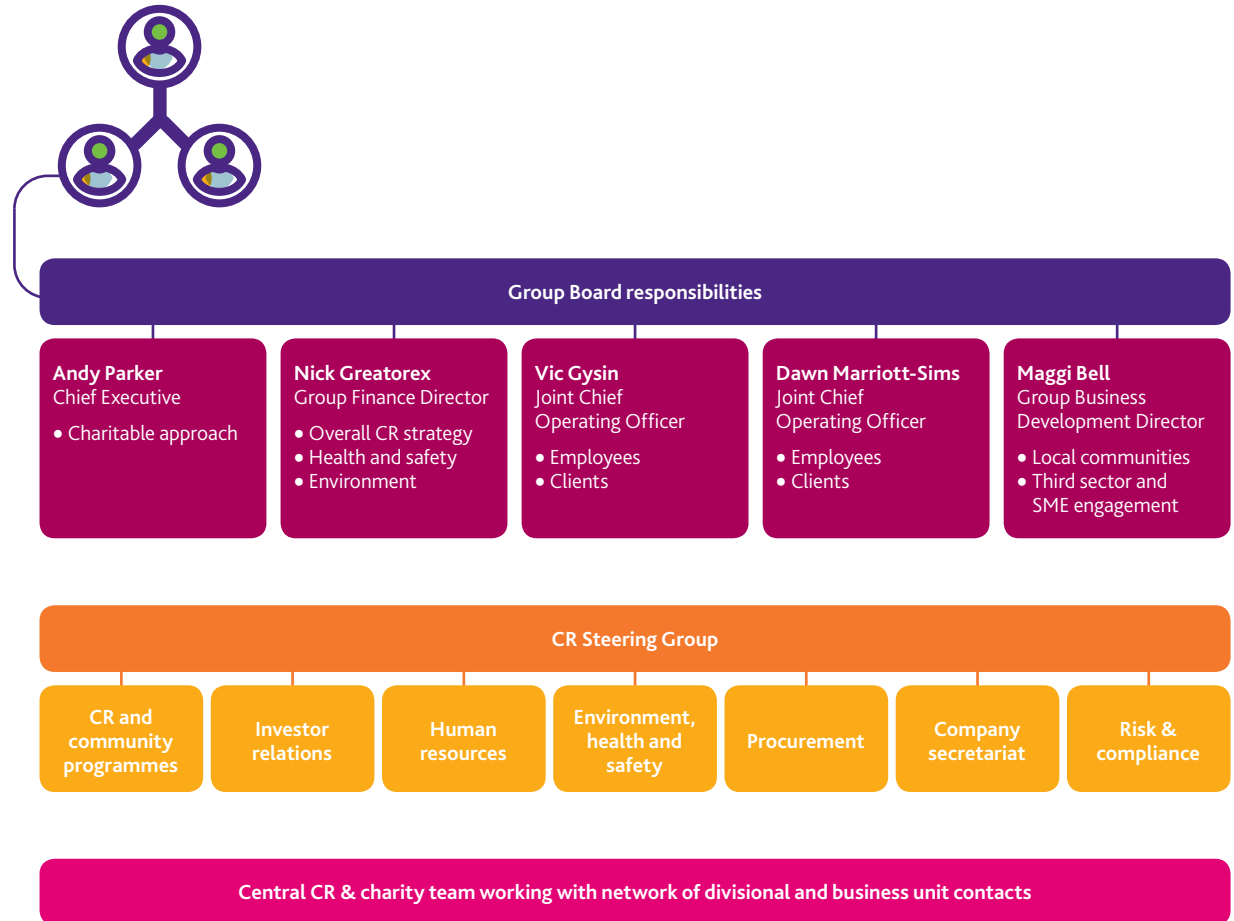 Group Board responsibilities
Andy Parker
Chief Executive
• Charitable approach
Nick Greatorex
Group Finance Director
• Overall CR strategy
• Health and safety
• Environment
Vic Gysin
Joint Chief
Operating Officer
• Employees
• Clients
Dawn Marriott-Sims
Joint Chief
Operating Officer
• Employees
• Clients
Maggi Bell
Group Business
Development Director
• Local communities
• Third sector and
SME engagement
CR Steering Group
CR and
community
programmes
Investor
relations
Human
resources
Environment,
health and
safety
Procurement
Company
secretariat
Risk &
compliance
Central CR & charity team working with network of divisional and business unit contacts